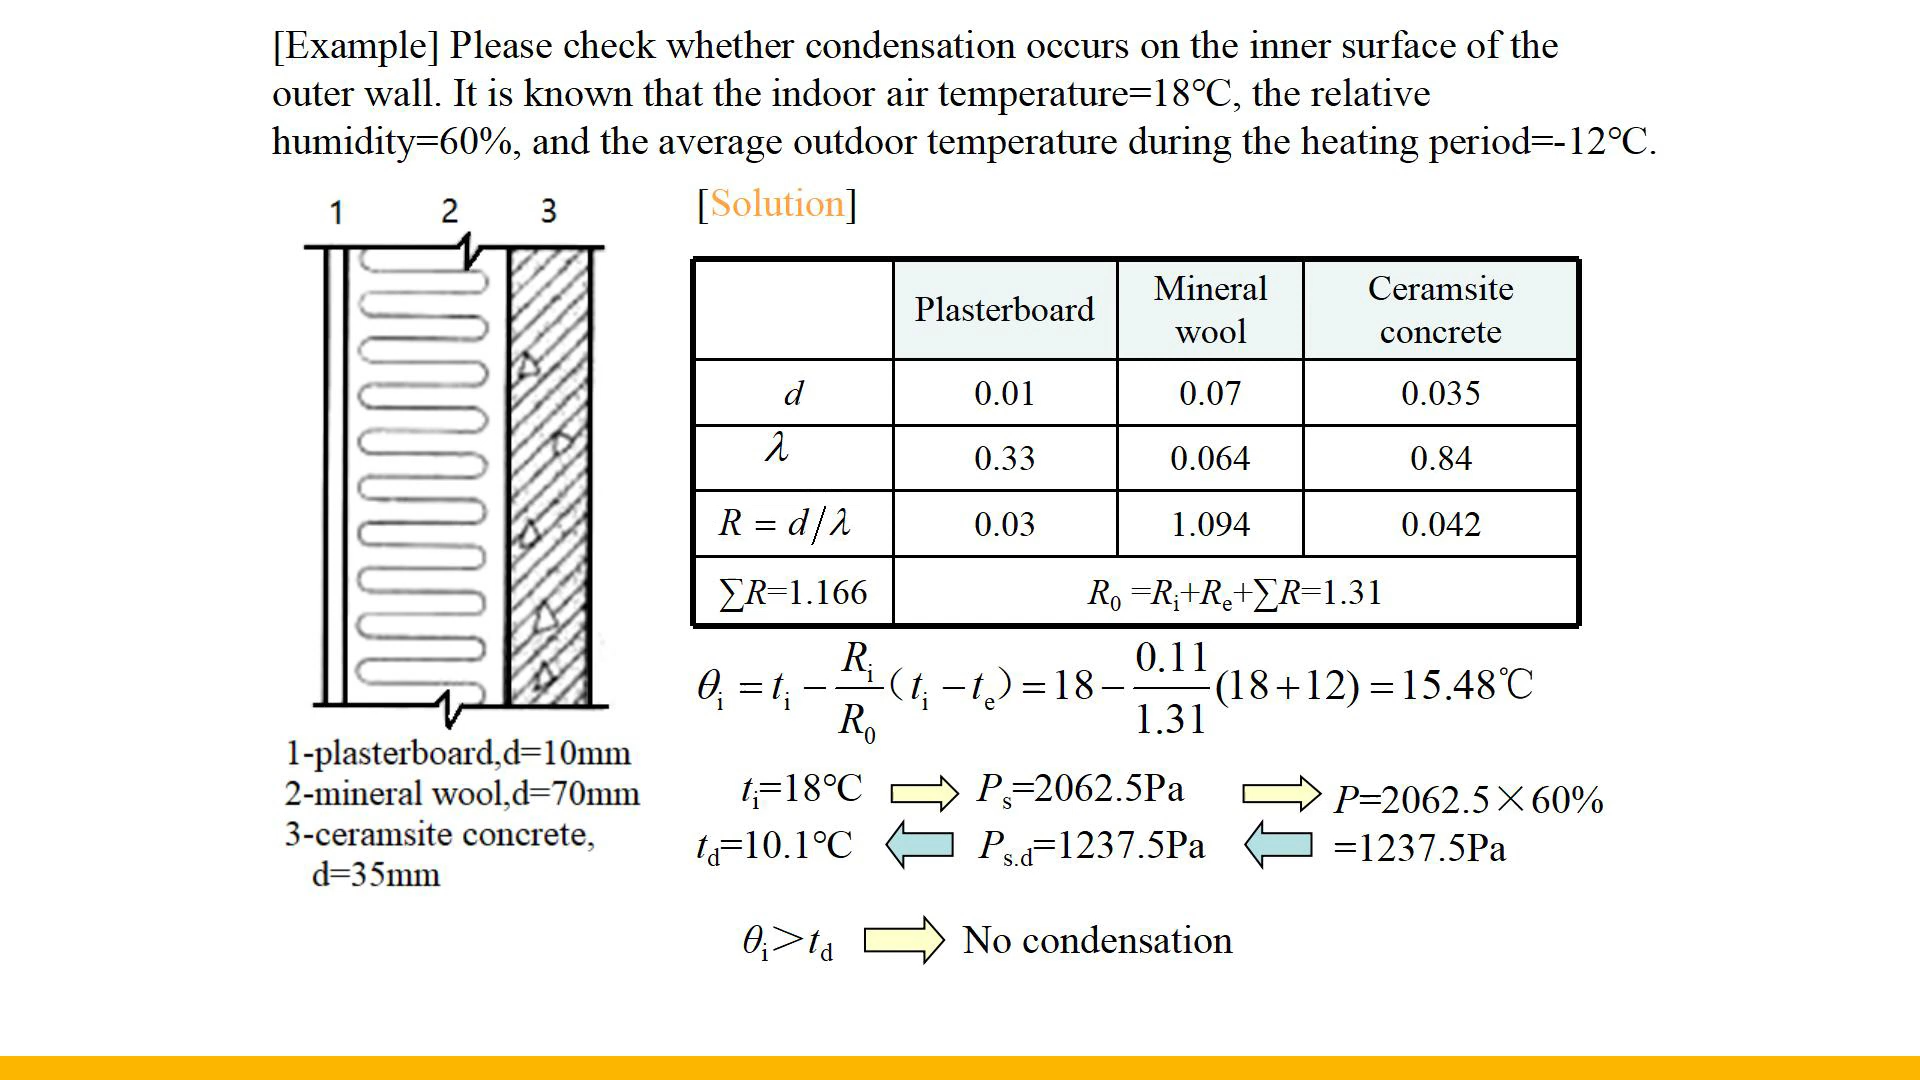 [Example] Please check whether condensation occurs on the inner surface of the
outer wall. It is known that the indoor air temperature=18℃, the relative
humidity=60%, and the average outdoor temperature during the heating period=-12℃.
1 2 3
[Solution]
Plasterboard Mineral wool Ceramsite concrete
d 0.01 0.07 0.035
λ 0.33 0.064 0.84
R = d/λ 0.03 1.094 0.042
∑R=1.166 R₀ =Rᵢ+Rₑ+∑R=1.31
θᵢ = tᵢ − Rᵢ/R₀ (tᵢ − tₑ) = 18 − 0.11/1.31 (18+12) = 15.48℃
1-plasterboard,d=10mm
2-mineral wool,d=70mm
3-ceramsite concrete,
d=35mm
tᵢ=18℃ Pₛ=2062.5Pa P=2062.5×60%
t_d=10.1℃ P_s.d=1237.5Pa =1237.5Pa
θᵢ>t_d No condensation